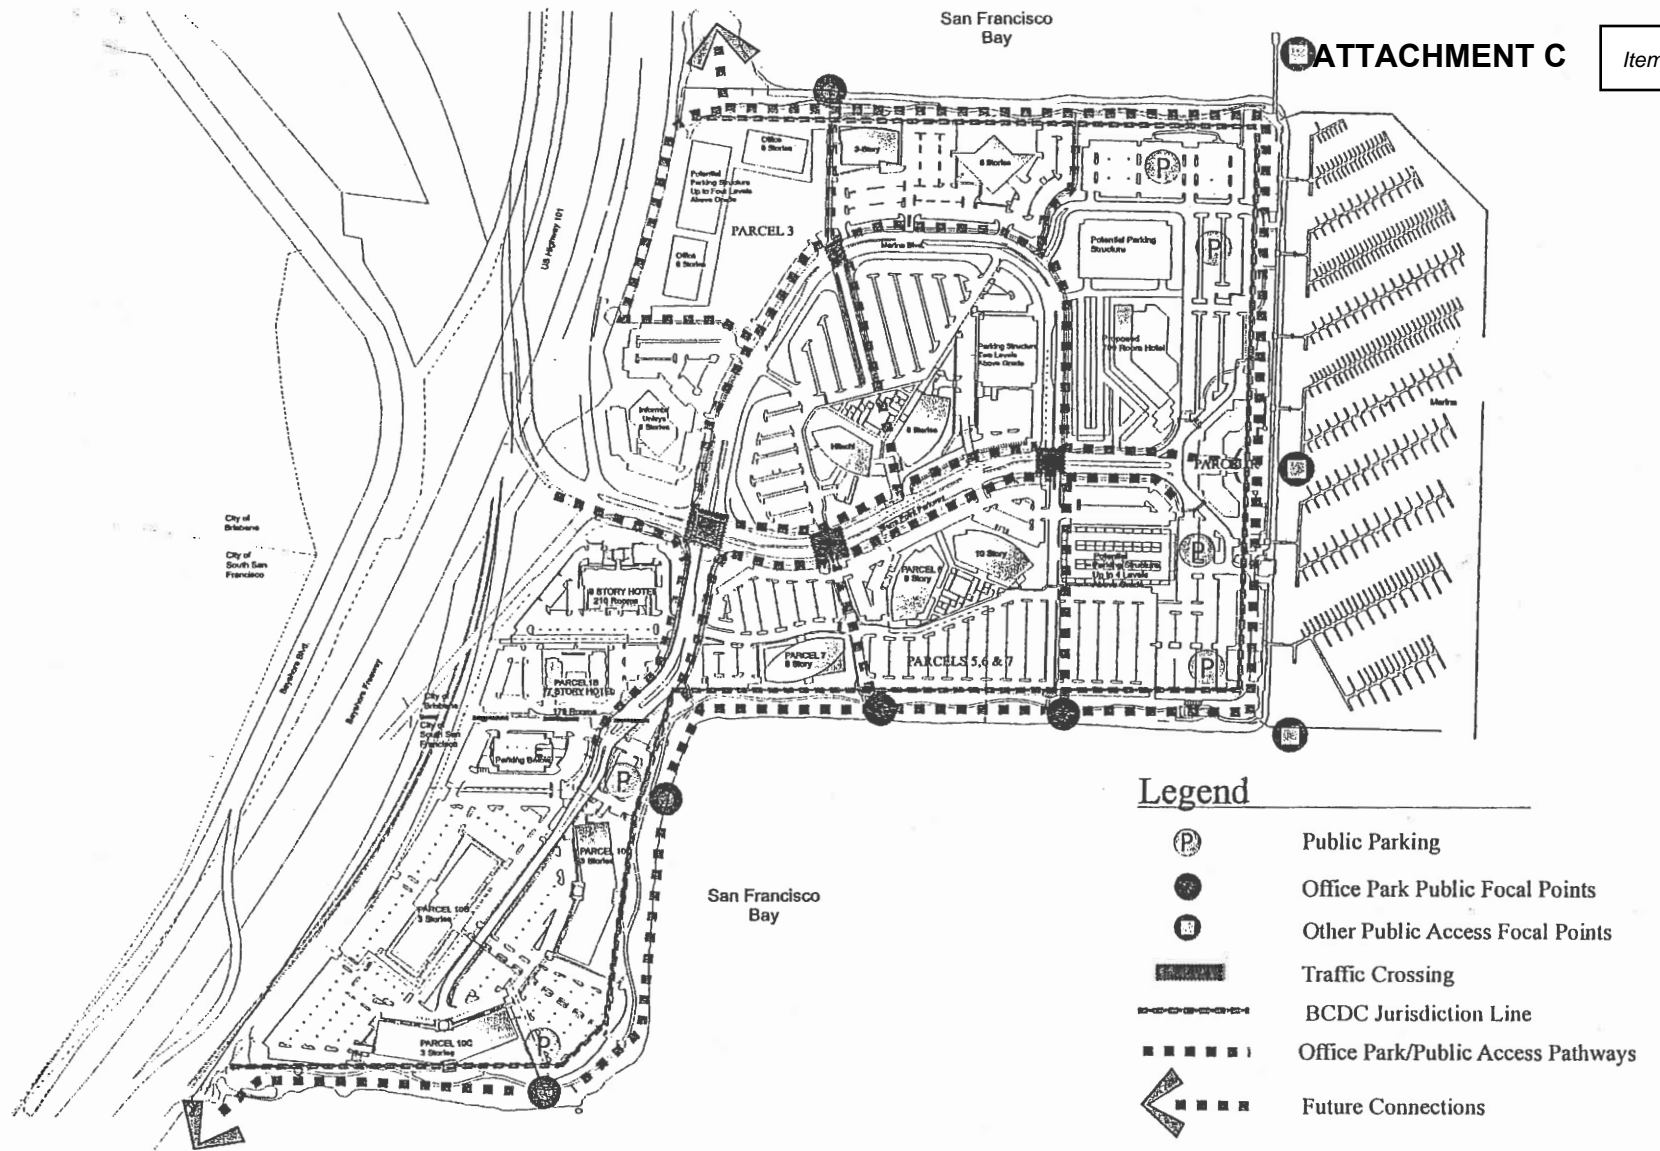 San Francisco
Bay
ATTACHMENT C
Item
Office
6 Stories
3-Story
6 Stories
P
Potential
Parking Structure
Up to Four Levels
Above Grade
PARCEL 3
US Highway 101
Office
6 Stories
Marina Blvd.
Potential Parking
Structure
P
Parking Structure
Two Levels
Above Grade
Proposed
Room Hotel
Marina
Hitachi
8 Stories
City of
Brisbane
City of
South San
Francisco
10 Story
8 Story
Potential
Parking Structure
Up to 4 Levels
Above Grade
P
8 STORY HOTEL
210 Rooms
PARCEL 7
8 Story
PARCELS 5,6 & 7
P
Bayshore Blvd.
Bayshore Freeway
PARCEL 1B
STORY HOTEL
Rooms
City of
Brisbane
City of
South San
Francisco
Parking Below
P
PARCEL 10
3 Stories
PARCEL 10B
3 Stories
San Francisco
Bay
PARCEL 10C
3 Stories
P
Legend
P Public Parking
Office Park Public Focal Points
Other Public Access Focal Points
Traffic Crossing
BCDC Jurisdiction Line
Office Park/Public Access Pathways
Future Connections